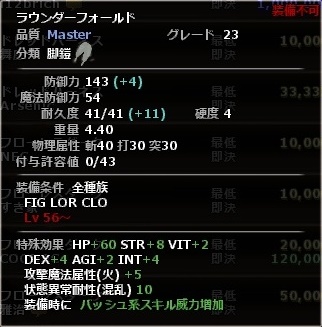 装備不可
ラウンダーフォールド
品質 Master グレード 23
分類 脚鎧
防御力 143 (+4)
魔法防御力 54
耐久度 41/41 (+11) 硬度 4
重量 4.40
物理属性 斬40 打30 突30
付与許容値 0/43
装備条件 全種族
FIG LOR CLO
Lv 56～
特殊効果 HP+60 STR+8 VIT+2
DEX+4 AGI+2 INT+4
攻撃魔法属性(火) +5
状態異常耐性(混乱) 10
装備時に バッシュ系スキル威力増加